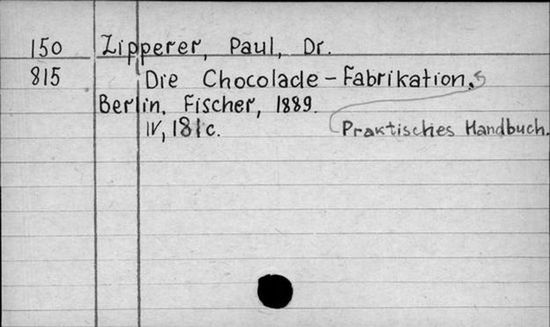 150 Zipperer, Paul, Dr.
815 Die Chocolade-Fabrikation.
Berlin, Fischer, 1889.
IV, 181 c. Praktisches Handbuch.